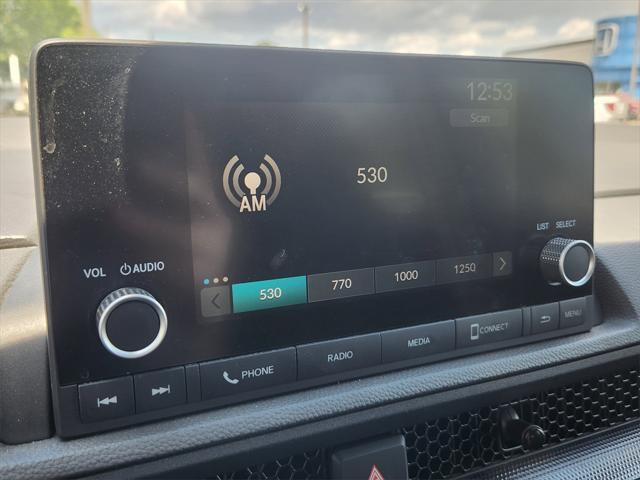 12:53
Scan
530
AM
LIST SELECT
VOL AUDIO
530 770 1000 1250
PHONE RADIO MEDIA CONNECT MENU